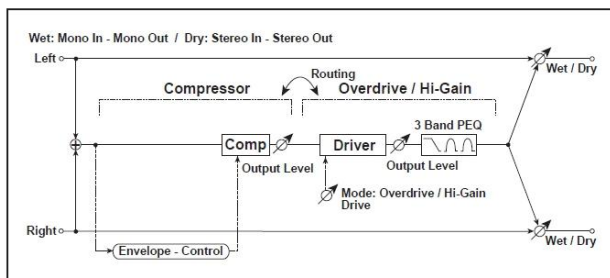 Wet: Mono In - Mono Out / Dry: Stereo In - Stereo Out
Left
Wet / Dry
Routing
Compressor
Overdrive / Hi-Gain
3 Band PEQ
Comp
Driver
Output Level
Output Level
Mode: Overdrive / Hi-Gain
Drive
Right
Wet / Dry
Envelope - Control